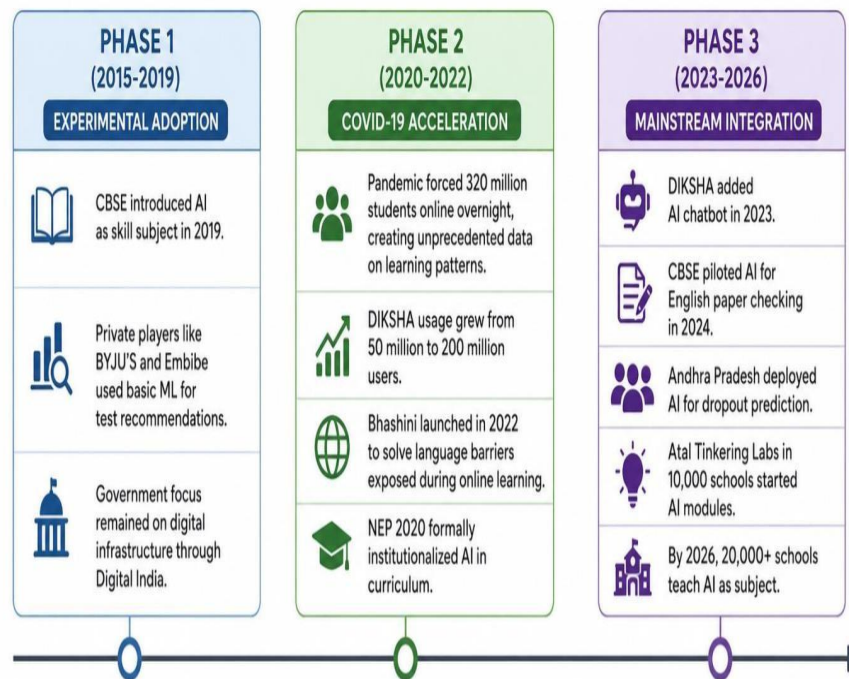 PHASE 1
(2015-2019)
EXPERIMENTAL ADOPTION
CBSE introduced AI
as skill subject in 2019.
Private players like
BYJU'S and Embibe
used basic ML for
test recommendations.
Government focus
remained on digital
infrastructure through
Digital India.
PHASE 2
(2020-2022)
COVID-19 ACCELERATION
Pandemic forced 320 million
students online overnight,
creating unprecedented data
on learning patterns.
DIKSHA usage grew from
50 million to 200 million
users.
Bhashini launched in 2022
to solve language barriers
exposed during online learning.
NEP 2020 formally
institutionalized AI in
curriculum.
PHASE 3
(2023-2026)
MAINSTREAM INTEGRATION
DIKSHA added
AI chatbot in 2023.
CBSE piloted AI for
English paper checking
in 2024.
Andhra Pradesh deployed
AI for dropout prediction.
Atal Tinkering Labs in
10,000 schools started
AI modules.
By 2026, 20,000+ schools
teach AI as subject.